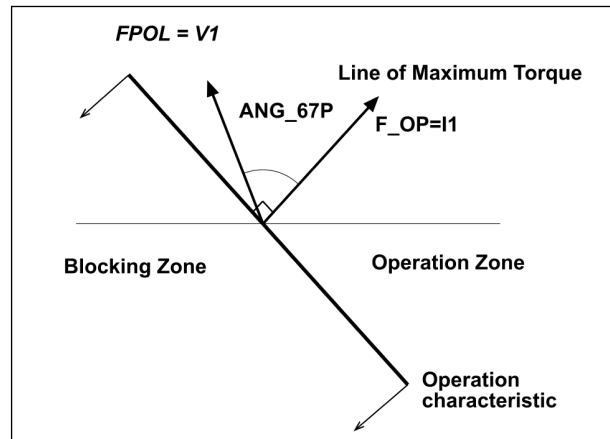 FPOL = V1
Line of Maximum Torque
ANG_67P
F_OP=I1
Blocking Zone
Operation Zone
Operation
characteristic